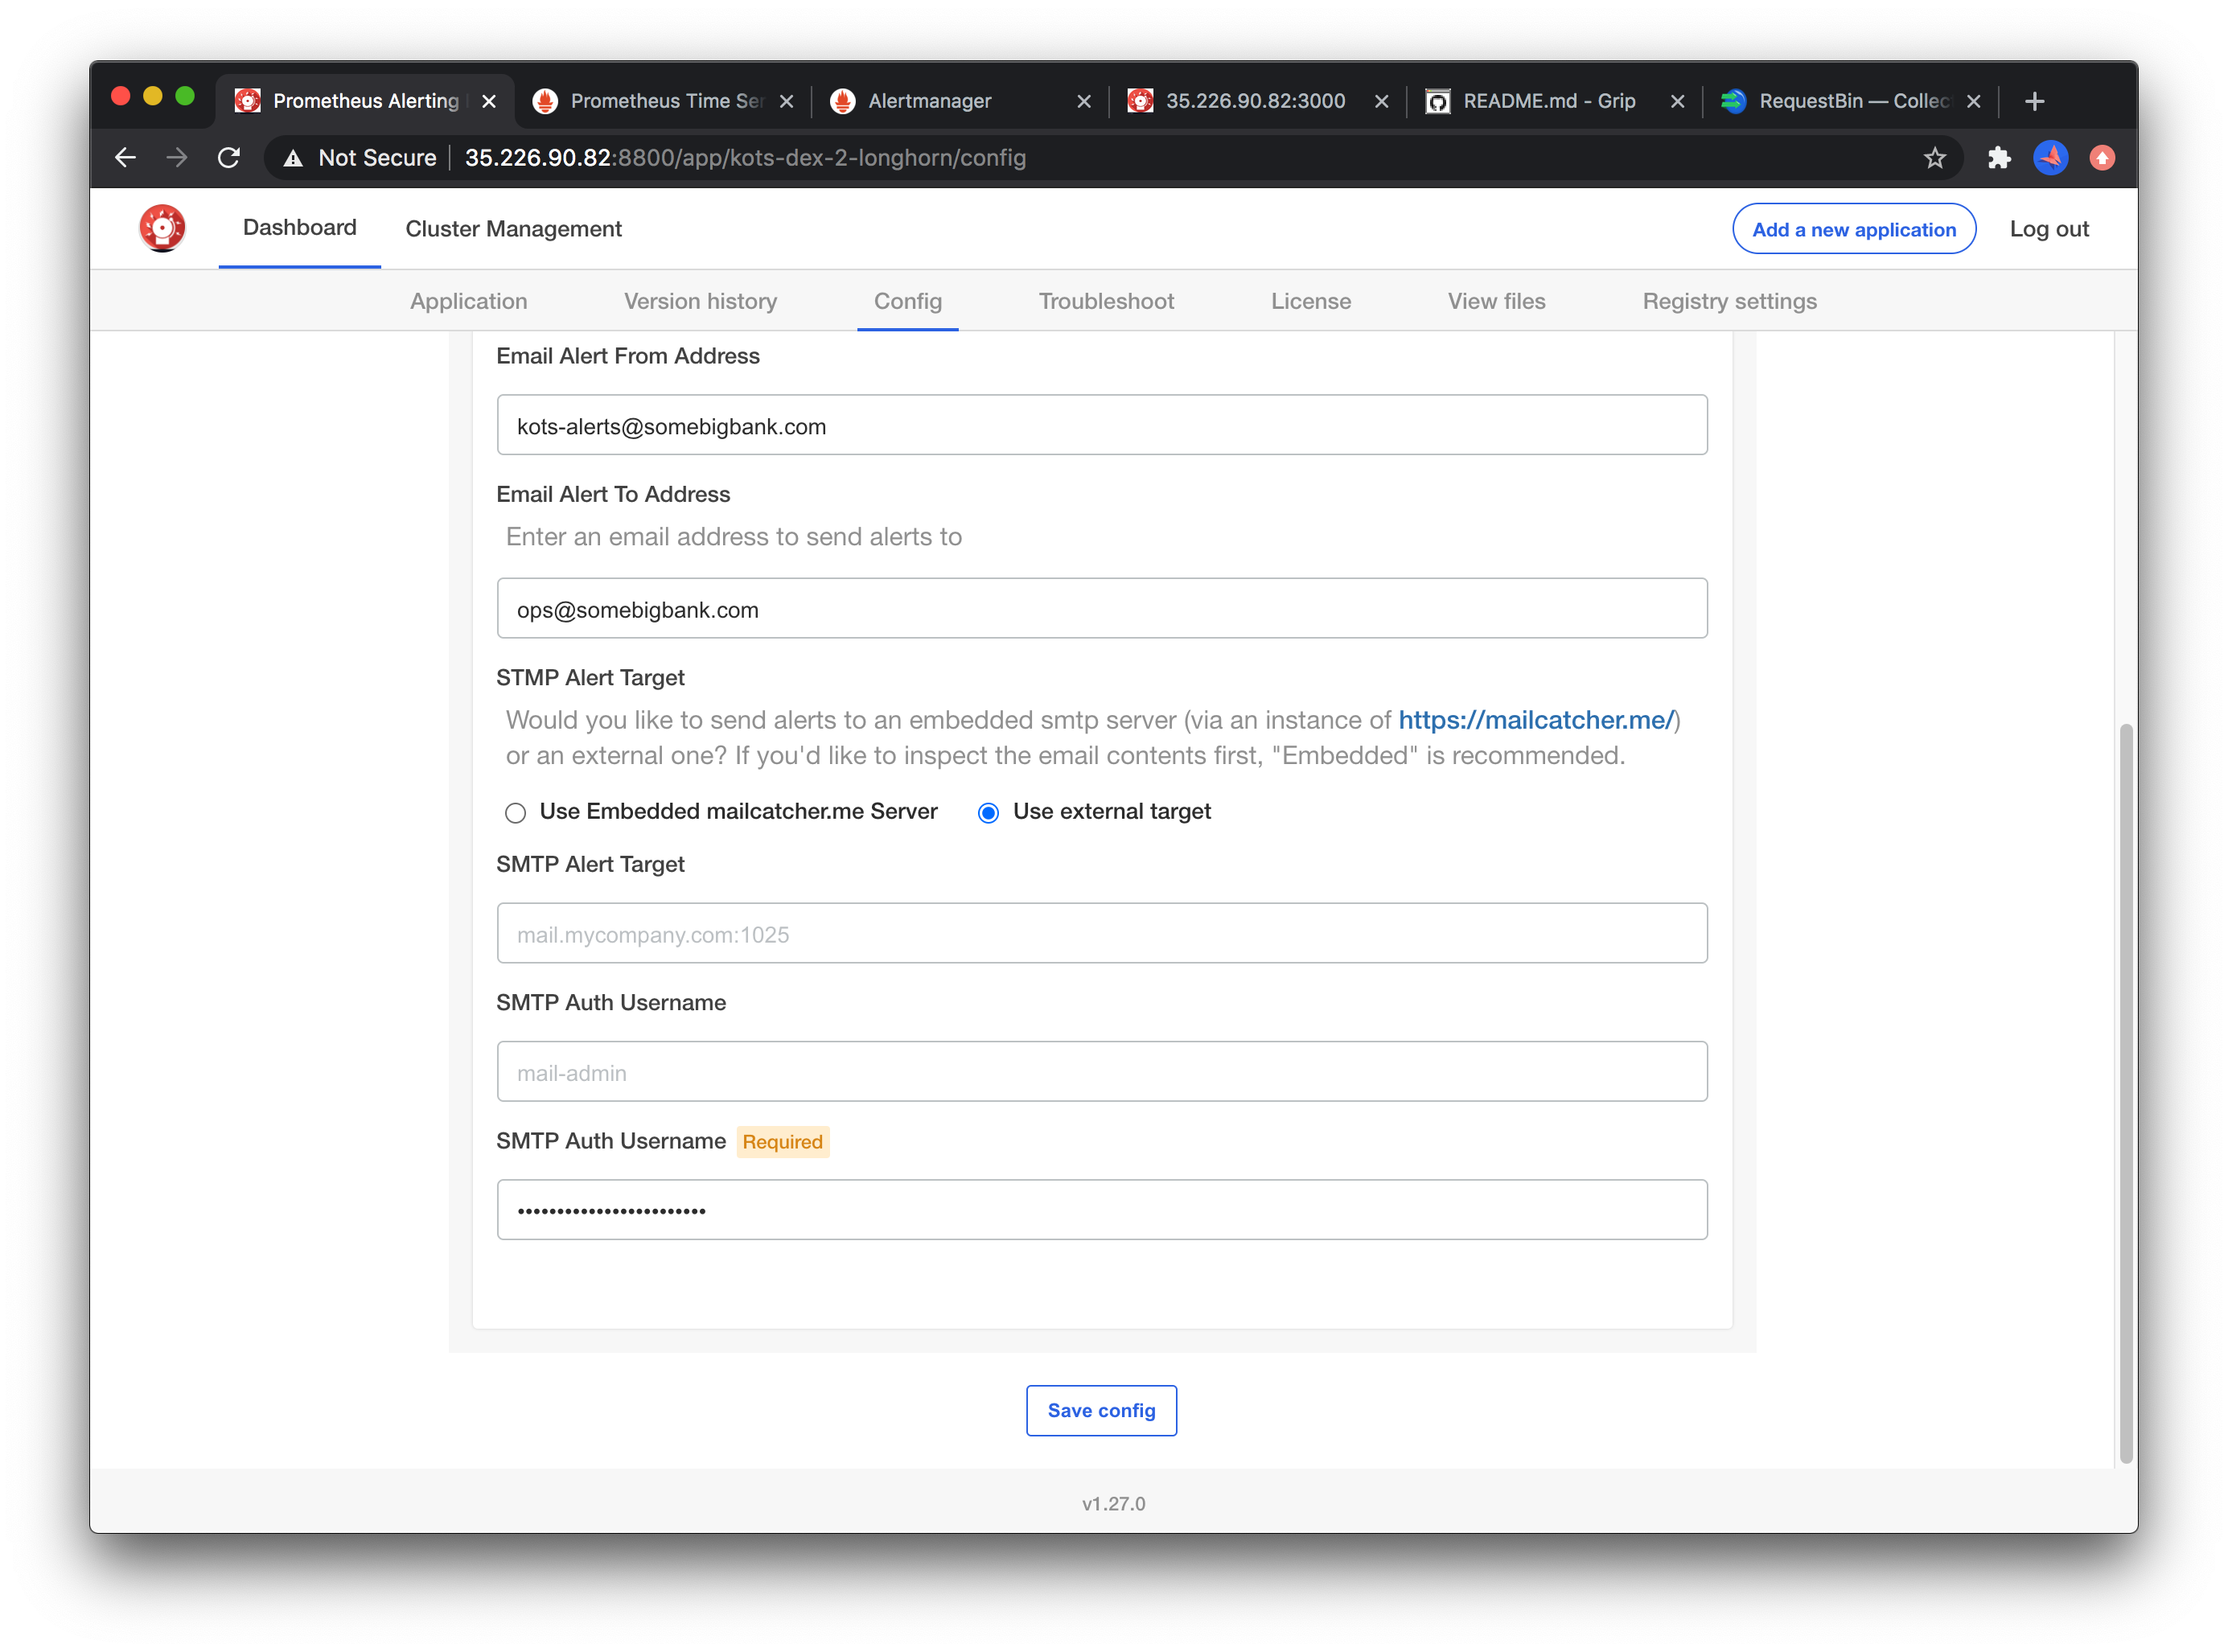 Prometheus Alerting
Prometheus Time Ser
Alertmanager
35.226.90.82:3000
README.md - Grip
RequestBin — Collec
Not Secure
35.226.90.82:8800/app/kots-dex-2-longhorn/config
Dashboard
Cluster Management
Add a new application
Log out
Application
Version history
Config
Troubleshoot
License
View files
Registry settings
Email Alert From Address
kots-alerts@somebigbank.com
Email Alert To Address
Enter an email address to send alerts to
ops@somebigbank.com
STMP Alert Target
Would you like to send alerts to an embedded smtp server (via an instance of https://mailcatcher.me/)
or an external one? If you'd like to inspect the email contents first, "Embedded" is recommended.
Use Embedded mailcatcher.me Server
Use external target
SMTP Alert Target
mail.mycompany.com:1025
SMTP Auth Username
mail-admin
SMTP Auth Username Required
••••••••••••••••••••••••
Save config
v1.27.0